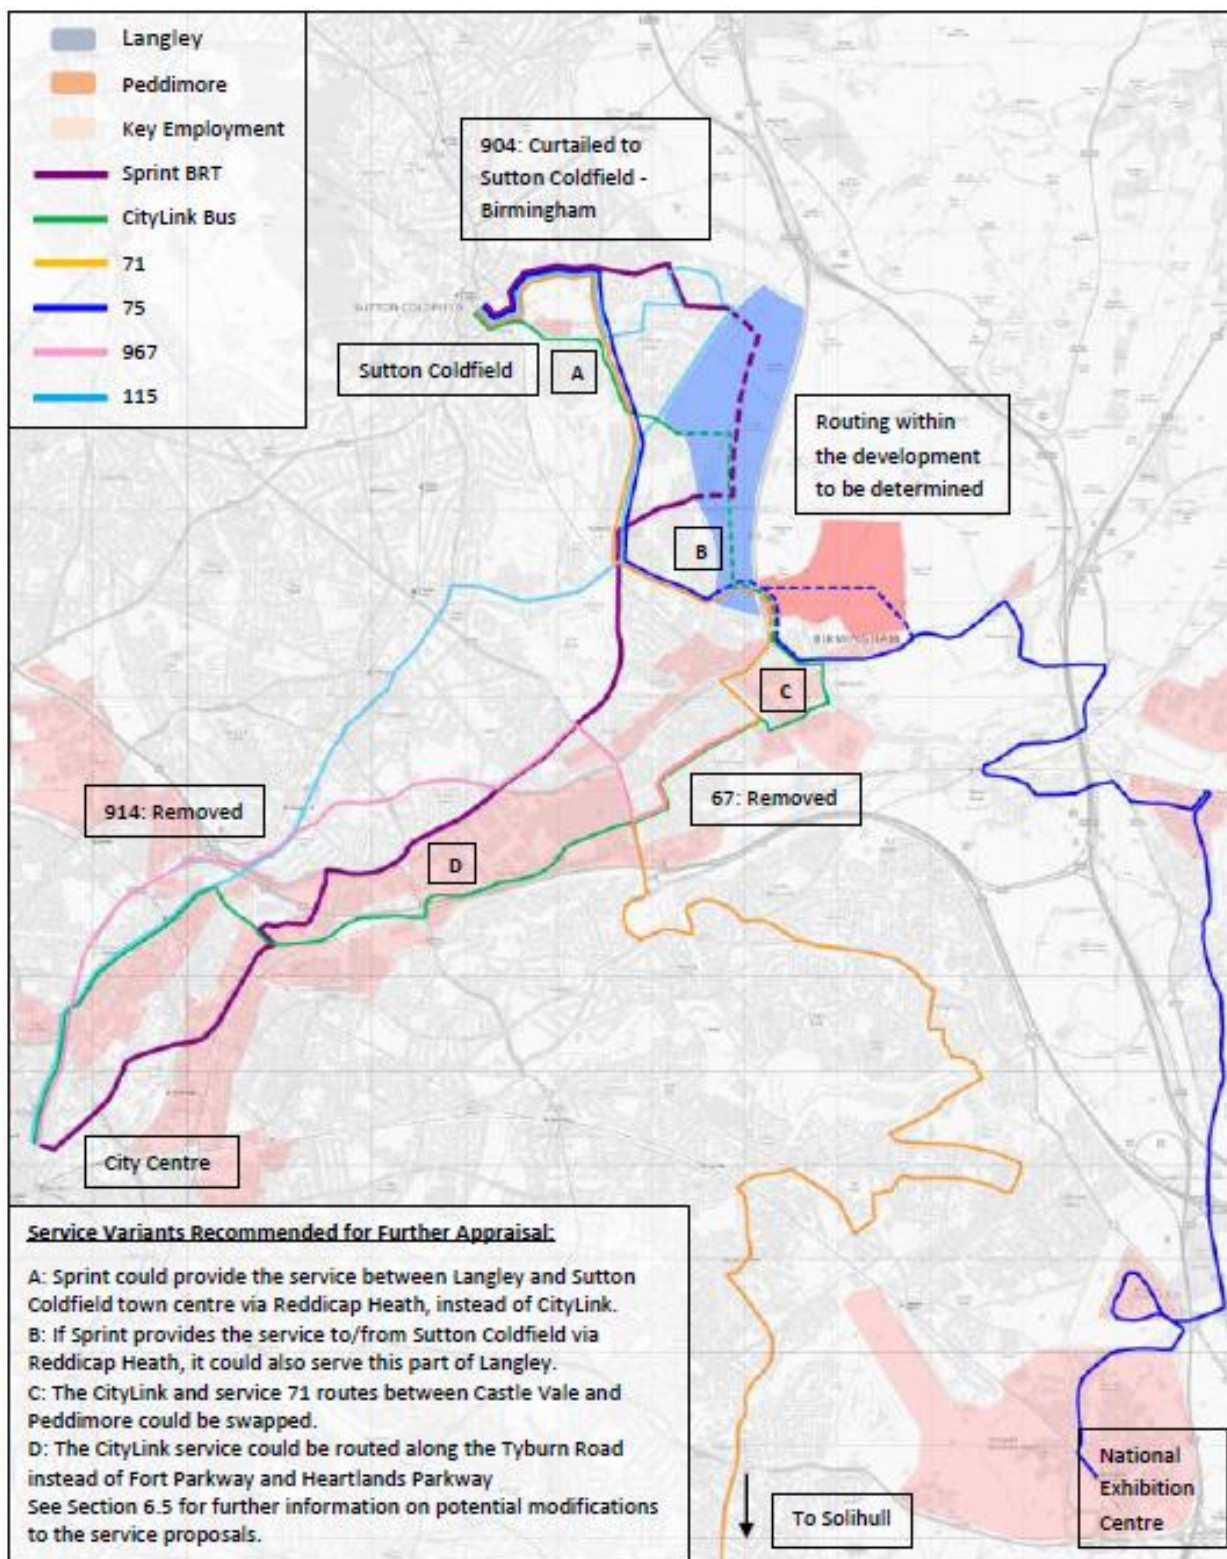 Langley
Peddimore
Key Employment
Sprint BRT
CityLink Bus
71
75
967
115
904: Curtailed to
Sutton Coldfield -
Birmingham
SUTTON COLDFIELD
Sutton Coldfield
A
Routing within
the development
to be determined
B
BIRMINGHAM
C
914: Removed
67: Removed
D
City Centre
Service Variants Recommended for Further Appraisal:
A: Sprint could provide the service between Langley and Sutton
Coldfield town centre via Reddicap Heath, instead of CityLink.
B: If Sprint provides the service to/from Sutton Coldfield via
Reddicap Heath, it could also serve this part of Langley.
C: The CityLink and service 71 routes between Castle Vale and
Peddimore could be swapped.
D: The CityLink service could be routed along the Tyburn Road
instead of Fort Parkway and Heartlands Parkway
See Section 6.5 for further information on potential modifications
to the service proposals.
To Solihull
National
Exhibition
Centre